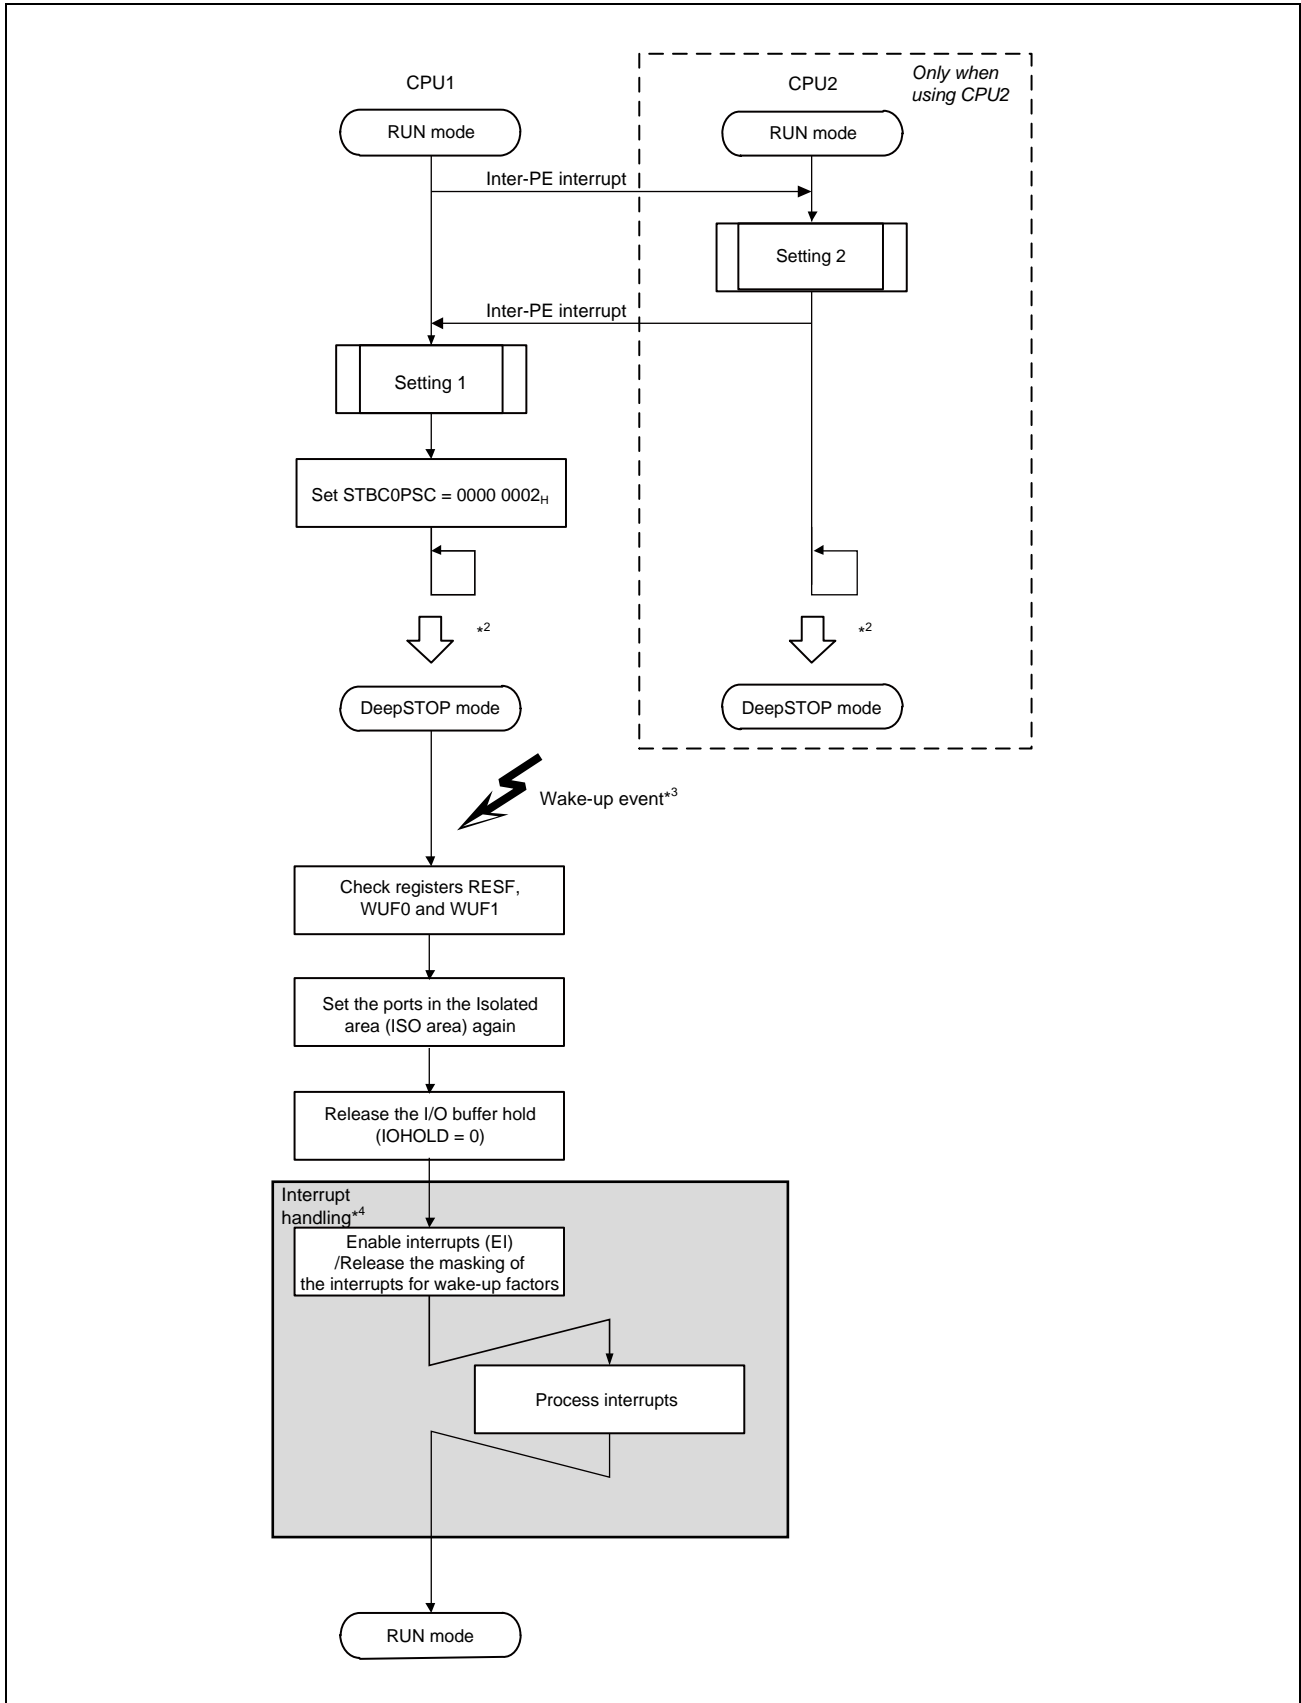 CPU1
CPU2
Only when
using CPU2
RUN mode
RUN mode
Inter-PE interrupt
Setting 2
Inter-PE interrupt
Setting 1
Set STBC0PSC = 0000 0002H
*2
*2
DeepSTOP mode
DeepSTOP mode
Wake-up event*3
Check registers RESF,
WUF0 and WUF1
Set the ports in the Isolated
area (ISO area) again
Release the I/O buffer hold
(IOHOLD = 0)
Interrupt
handling*4
Enable interrupts (EI)
/Release the masking of
the interrupts for wake-up factors
Process interrupts
RUN mode